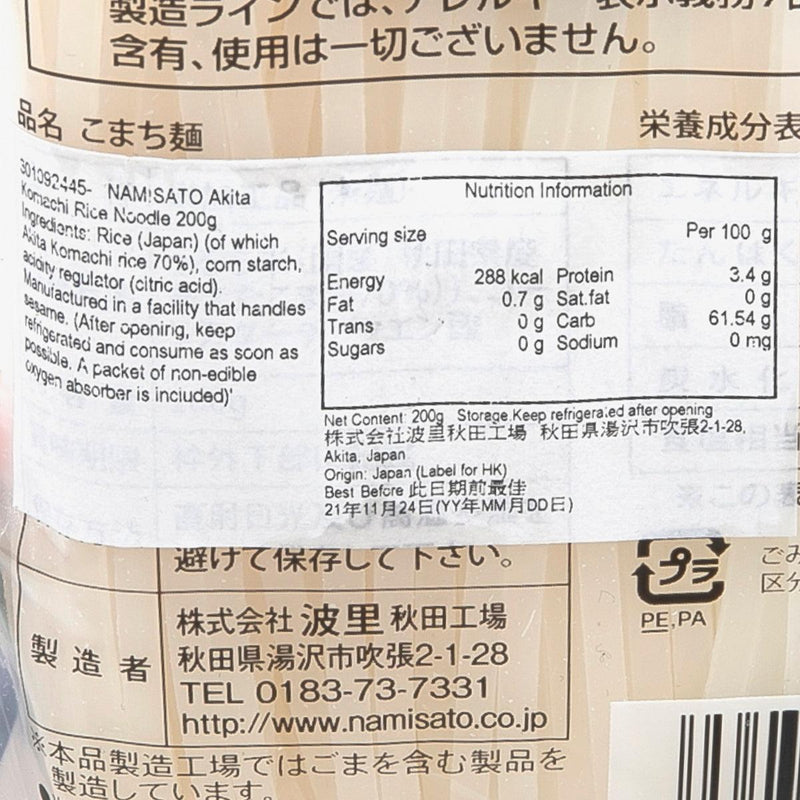 製造ラインでは、アレルギー表示義務
含有、使用は一切ございません。
品名 こまち麺
栄養成分表
301092445- NAMISATO Akita
Komachi Rice Noodle 200g
Ingredients: Rice (Japan) (of which
Akita Komachi rice 70%), corn starch,
acidity regulator (citric acid).
Manufactured in a facility that handles
sesame. (After opening, keep
refrigerated and consume as soon as
possible. A packet of non-edible
oxygen absorber is included)'
Nutrition Information
Serving size Per 100 g
Energy 288 kcal Protein 3.4 g
Fat 0.7 g Sat.fat 0 g
Trans 0 g Carb 61.54 g
Sugars 0 g Sodium 0 mg
Net Content: 200g Storage.Keep refrigerated after opening
株式会社波里秋田工場 秋田県湯沢市吹張2-1-28,
Akita, Japan
Origin: Japan (Label for HK)
Best Before 此日期前最佳
21年11月24日(YY年MM月DD日)
避けて保存して下さい。
製造者
株式会社 波里 秋田工場
秋田県湯沢市吹張2-1-28
TEL 0183-73-7331
http://www.namisato.co.jp
プラ
PE,PA
ごみ
区分
※本品製造工場ではごまを含む製品を
製造しています。